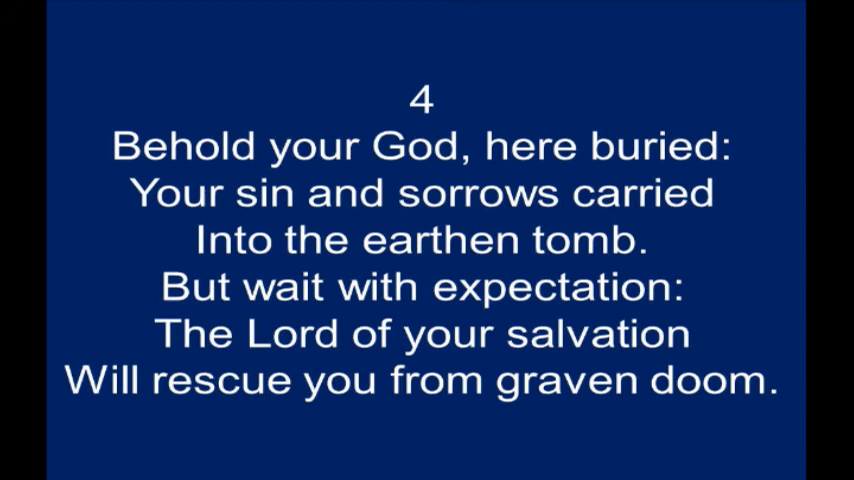 4
Behold your God, here buried:
Your sin and sorrows carried
Into the earthen tomb.
But wait with expectation:
The Lord of your salvation
Will rescue you from graven doom.